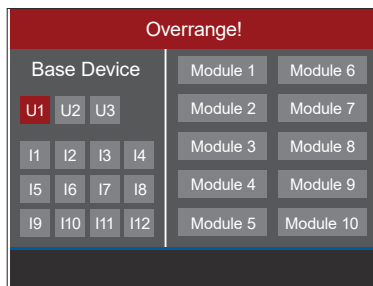 Overrange!
Base Device
U1 U2 U3
I1 I2 I3 I4
I5 I6 I7 I8
I9 I10 I11 I12
Module 1 Module 6
Module 2 Module 7
Module 3 Module 8
Module 4 Module 9
Module 5 Module 10